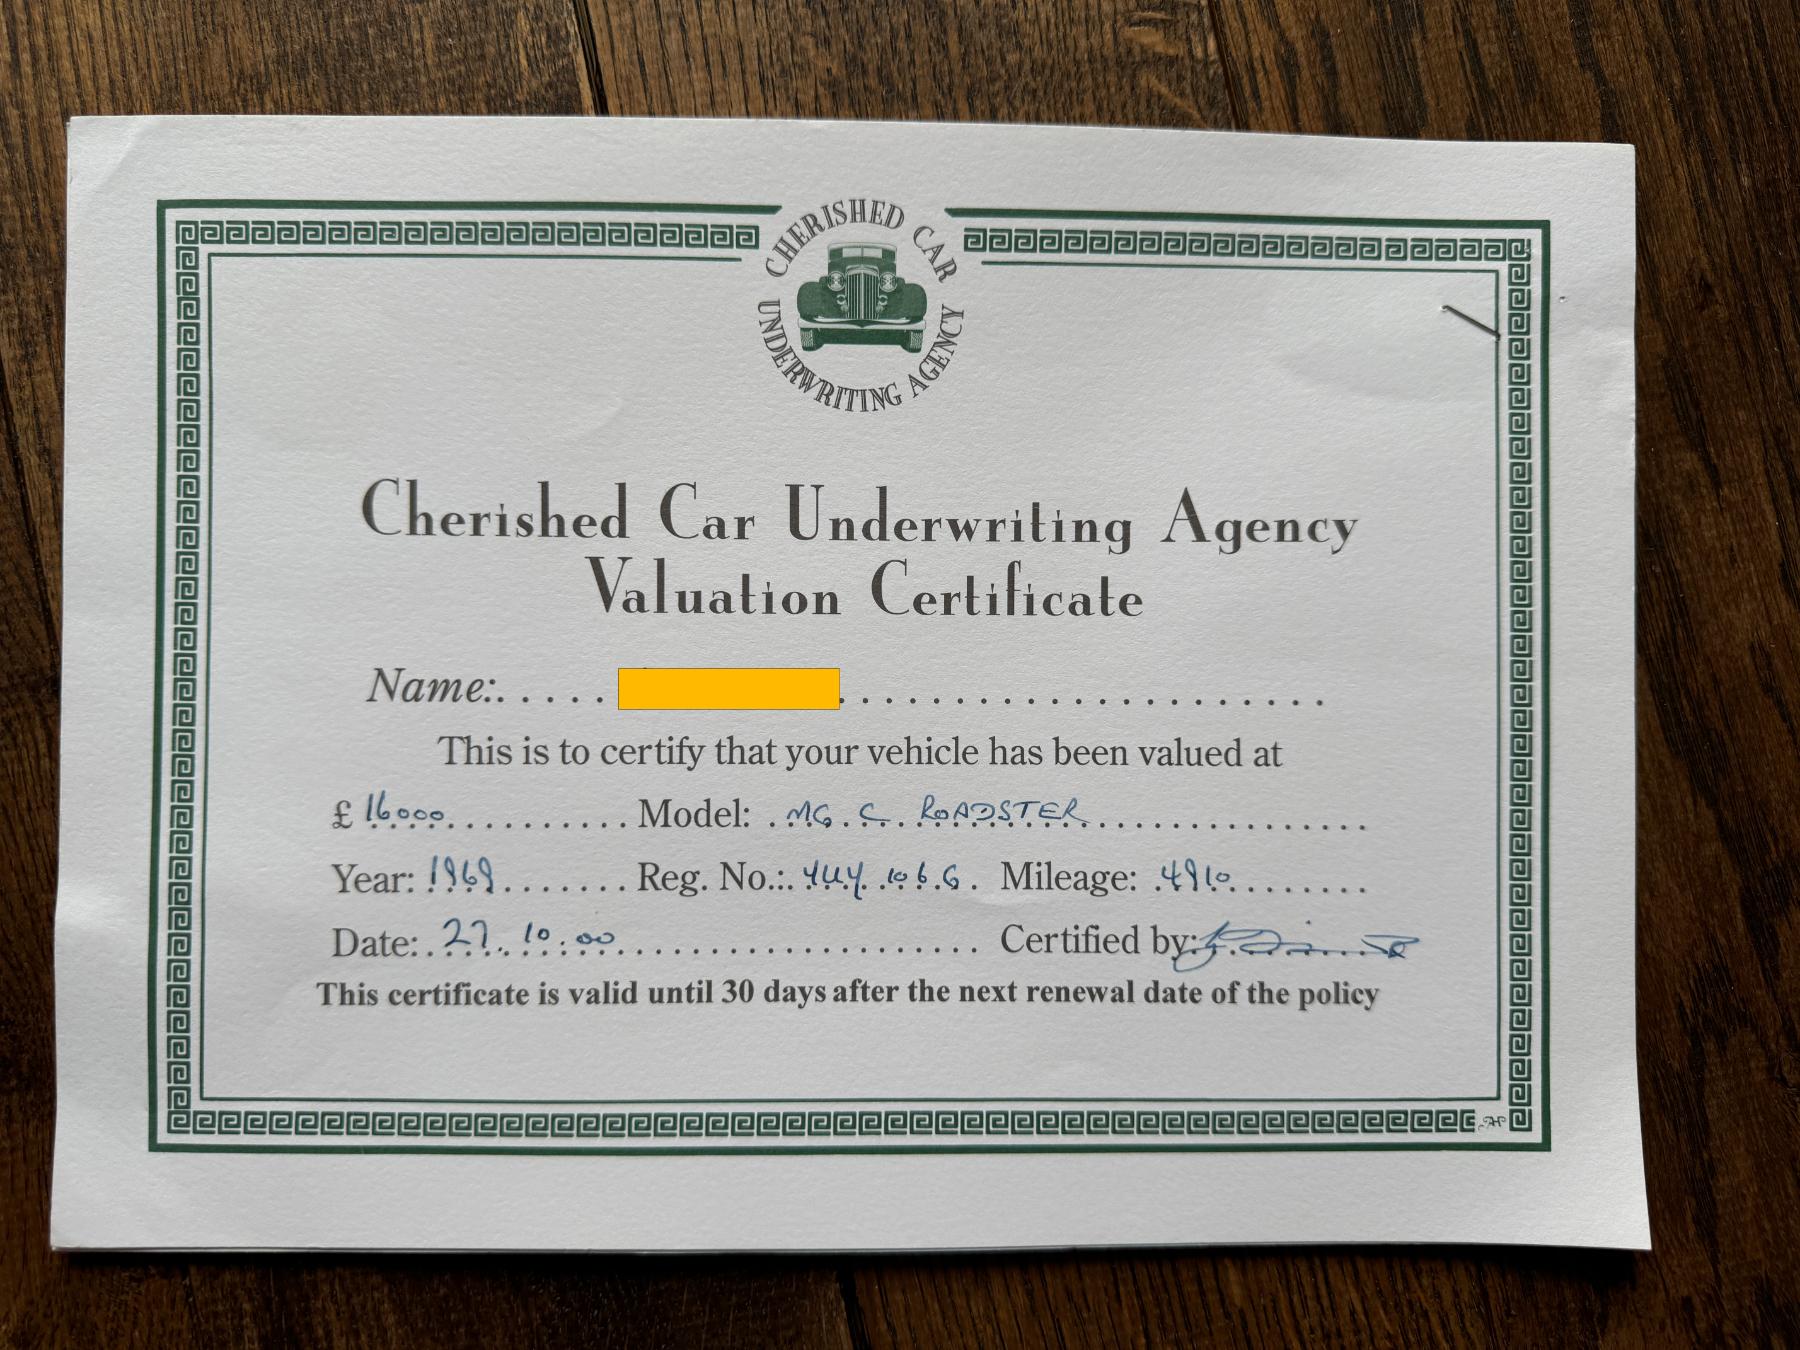 CHERISHED CAR
UNDERWRITING AGENCY
Cherished Car Underwriting Agency
Valuation Certificate
Name:
This is to certify that your vehicle has been valued at
£ 16000 Model: MG C ROADSTER
Year: 1969 Reg. No.: 106G Mileage: 4910
Date: 27.10.00 Certified by:
This certificate is valid until 30 days after the next renewal date of the policy